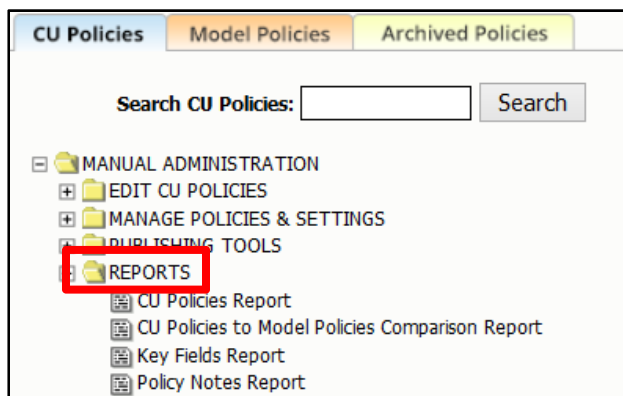 CU Policies Model Policies Archived Policies
Search CU Policies: Search
MANUAL ADMINISTRATION
EDIT CU POLICIES
MANAGE POLICIES & SETTINGS
PUBLISHING TOOLS
REPORTS
CU Policies Report
CU Policies to Model Policies Comparison Report
Key Fields Report
Policy Notes Report